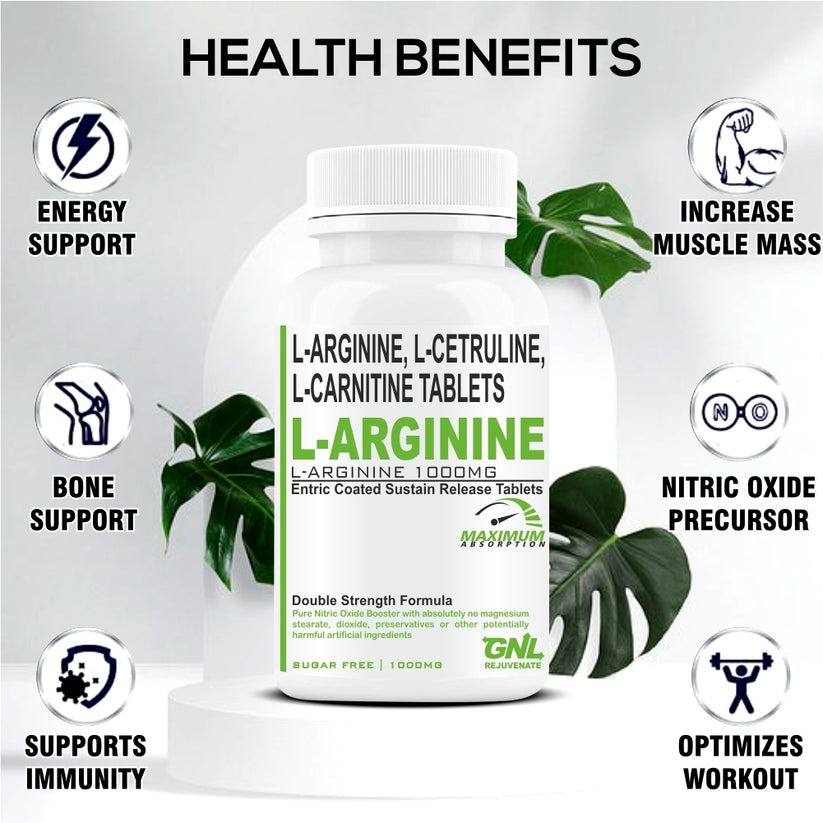 HEALTH BENEFITS
ENERGY
SUPPORT
INCREASE
MUSCLE MASS
L-ARGININE, L-CETRULINE,
L-CARNITINE TABLETS
L-ARGININE
L-ARGININE 1000MG
Entric Coated Sustain Release Tablets
MAXIMUM
ABSORPTION
BONE
SUPPORT
N O
NITRIC OXIDE
PRECURSOR
Double Strength Formula
Pure Nitric Oxide Booster with absolutely no magnesium
stearate, dioxide, preservatives or other potentially
harmful artificial ingredients
GNL
REJUVENATE
SUGAR FREE | 1000MG
SUPPORTS
IMMUNITY
OPTIMIZES
WORKOUT